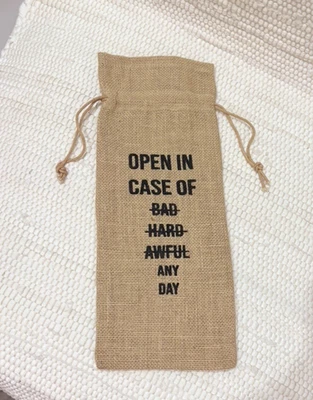 OPEN IN
CASE OF
BAD
HARD
AWFUL
ANY
DAY